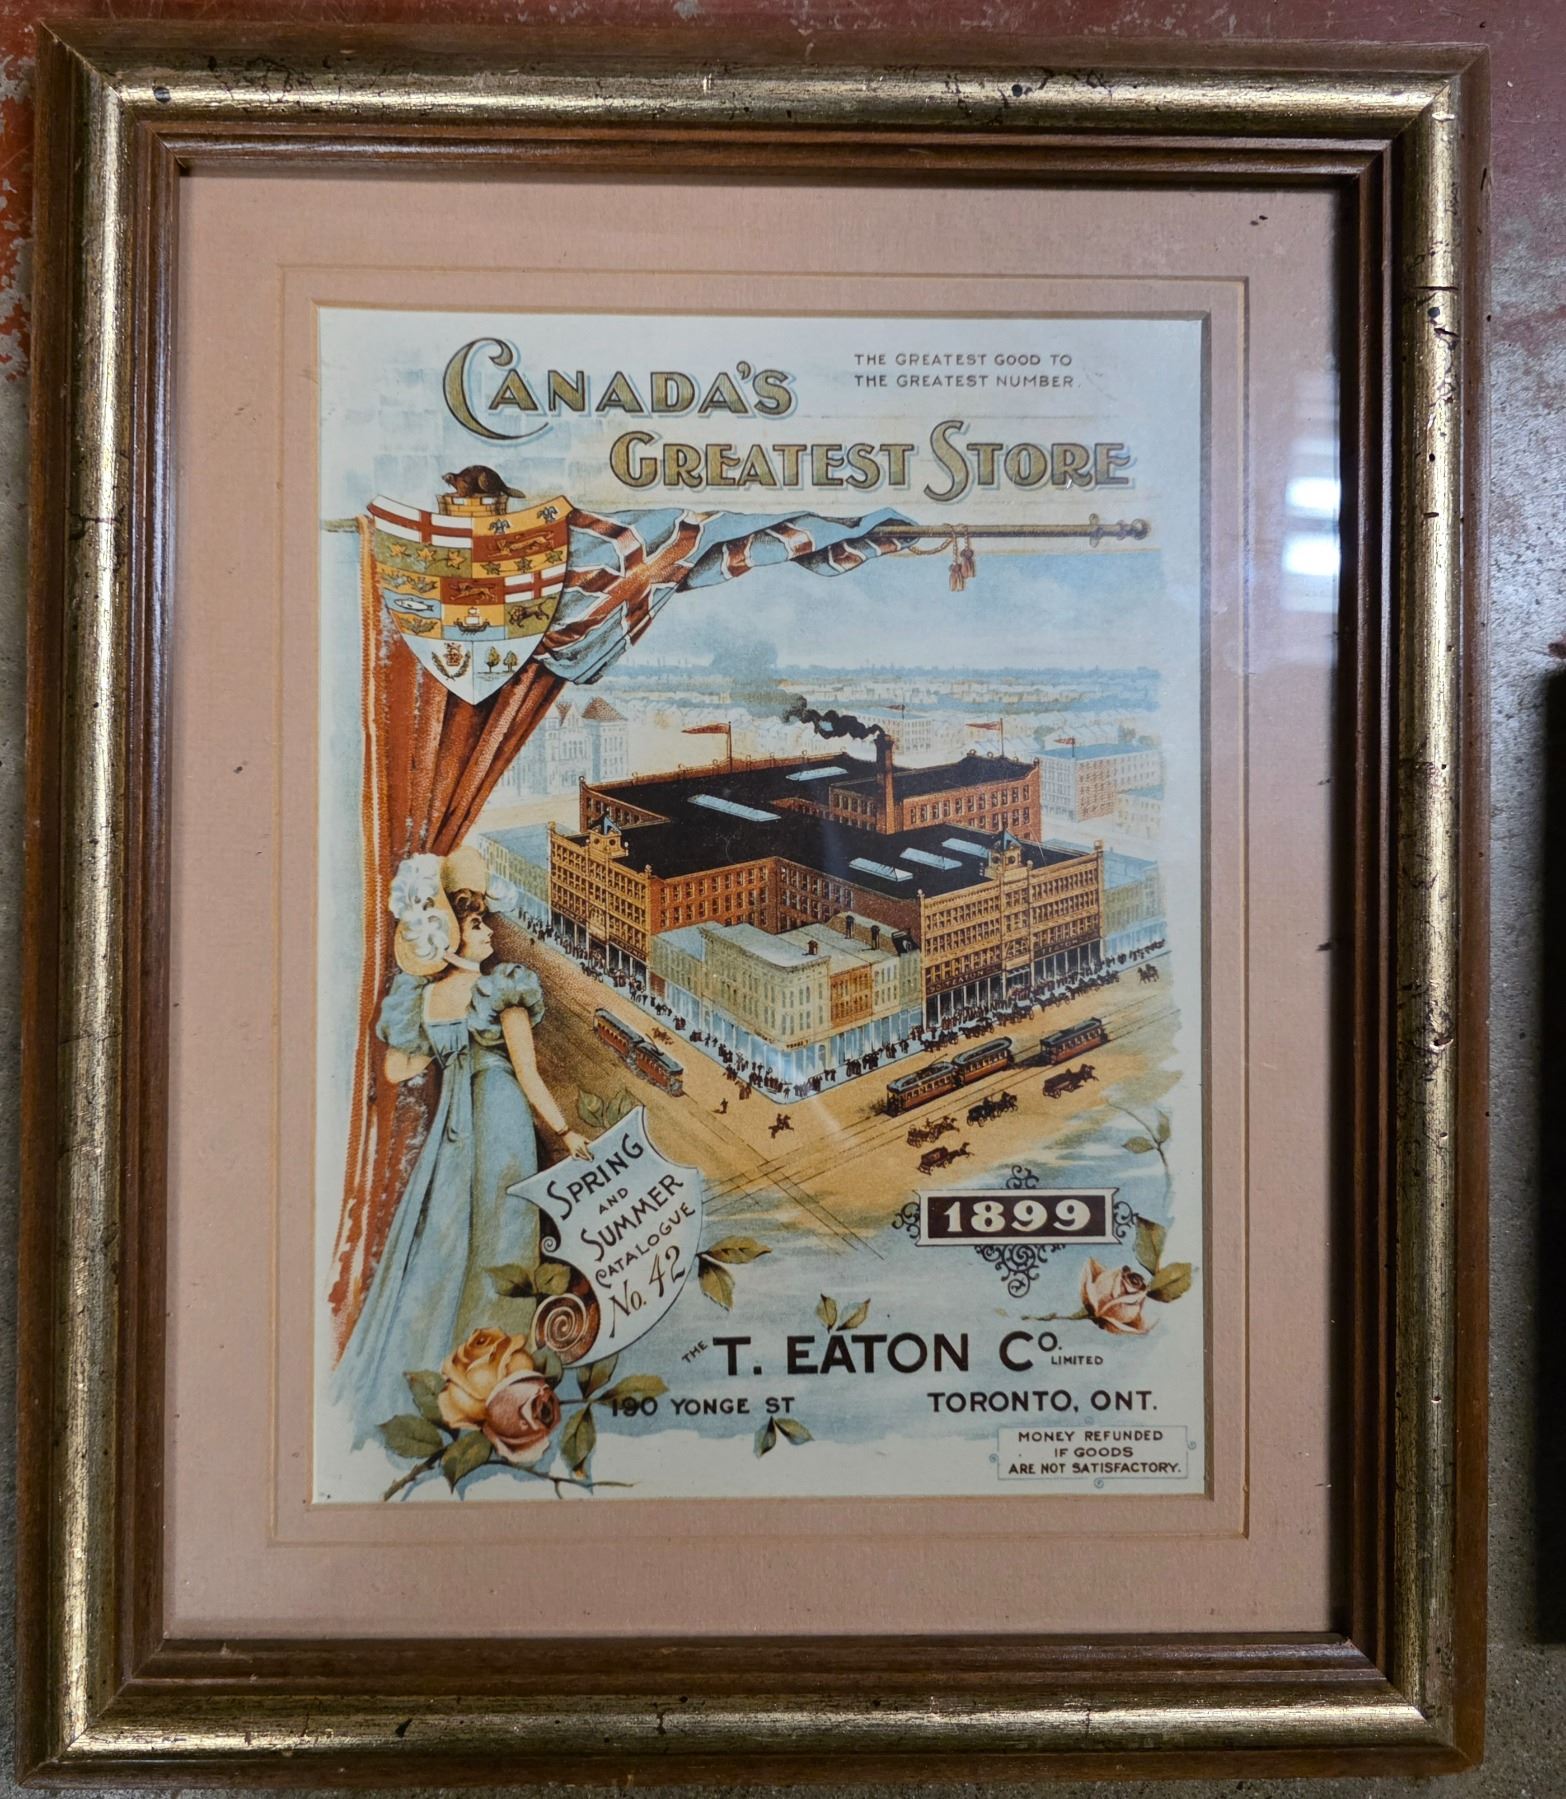 CANADA'S
THE GREATEST GOOD TO
THE GREATEST NUMBER.
GREATEST STORE
SPRING
AND
SUMMER
CATALOGUE
No. 42
1899
THE T. EATON Co. LIMITED
190 YONGE ST TORONTO, ONT.
MONEY REFUNDED
IF GOODS
ARE NOT SATISFACTORY.